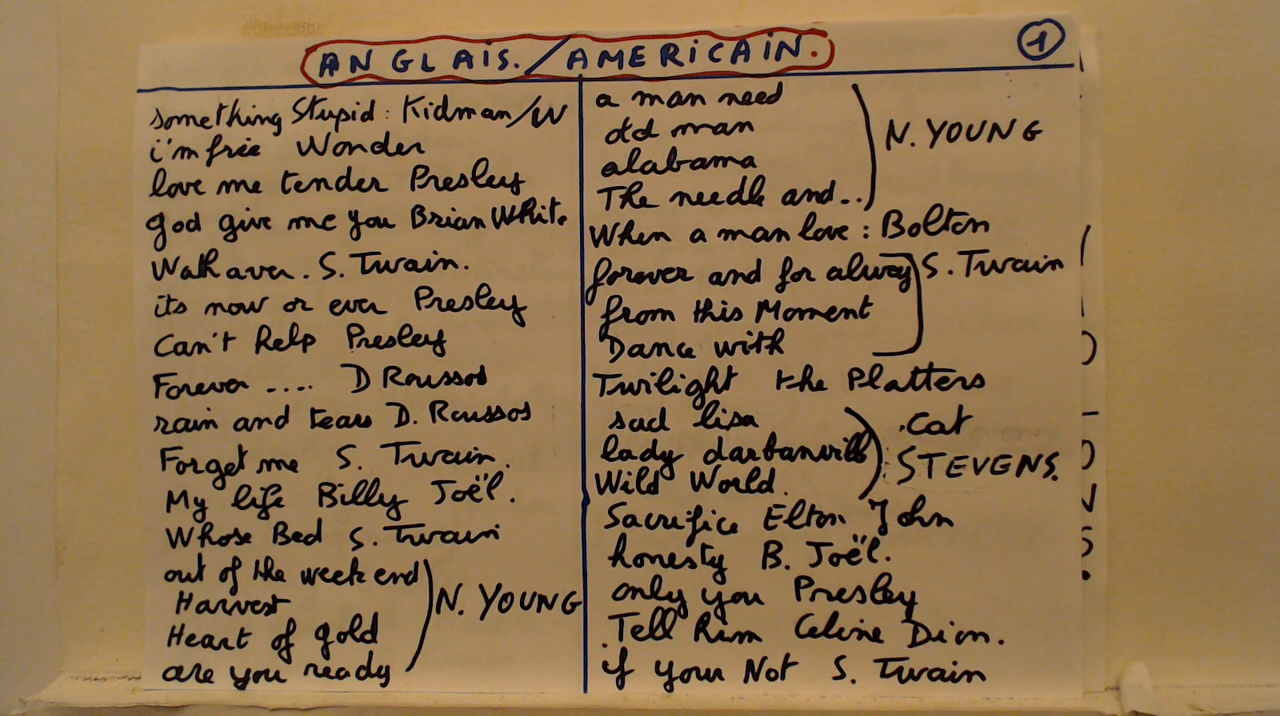 ANGLAIS./AMERICAIN.
1
something Stupid : Kidman/W
i'm free Wonder
love me tender Presley
god give me you Brian White
Walk aver. S. Twain.
its now or ever Presley
Can't help Presley
Forever .... D Roussos
rain and tears D. Roussos
Forget me S. Twain.
My life Billy Joël.
Whose Bed S. Twain
out of the week end
Harvest
Heart of gold
are you ready
N. YOUNG
a man need
old man
alabama
The needle and..
N. YOUNG
When a man love : Bolton
forever and for always S. Twain
from this Moment
Dance with
Twilight the Platters
sad lisa
lady darbanville
Wild World.
.Cat
STEVENS.
Sacrifice Elton John
honesty B. Joël.
only you Presley
Tell him Celine Dion.
if your Not S. Twain